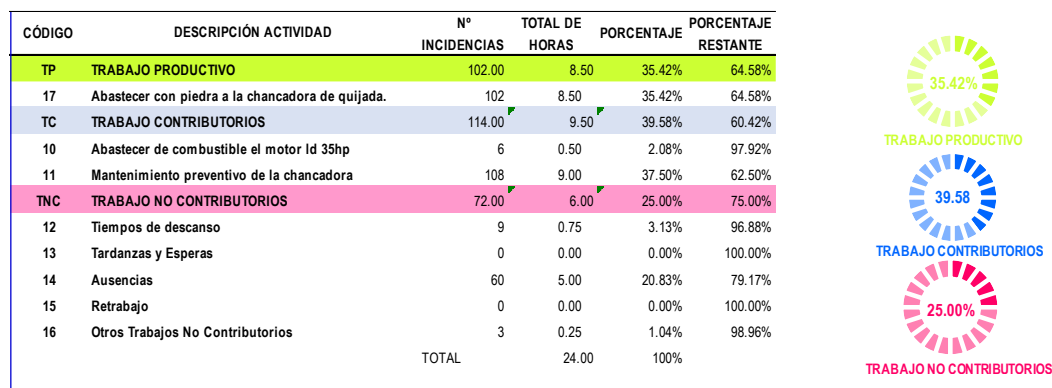 CÓDIGO DESCRIPCIÓN ACTIVIDAD Nº INCIDENCIAS TOTAL DE HORAS PORCENTAJE PORCENTAJE RESTANTE
TP TRABAJO PRODUCTIVO 102.00 8.50 35.42% 64.58%
17 Abastecer con piedra a la chancadora de quijada. 102 8.50 35.42% 64.58%
TC TRABAJO CONTRIBUTORIOS 114.00 9.50 39.58% 60.42%
10 Abastecer de combustible el motor ld 35hp 6 0.50 2.08% 97.92%
11 Mantenimiento preventivo de la chancadora 108 9.00 37.50% 62.50%
TNC TRABAJO NO CONTRIBUTORIOS 72.00 6.00 25.00% 75.00%
12 Tiempos de descanso 9 0.75 3.13% 96.88%
13 Tardanzas y Esperas 0 0.00 0.00% 100.00%
14 Ausencias 60 5.00 20.83% 79.17%
15 Retrabajo 0 0.00 0.00% 100.00%
16 Otros Trabajos No Contributorios 3 0.25 1.04% 98.96%
TOTAL 24.00 100%
35.42%
TRABAJO PRODUCTIVO
39.58
TRABAJO CONTRIBUTORIOS
25.00%
TRABAJO NO CONTRIBUTORIOS